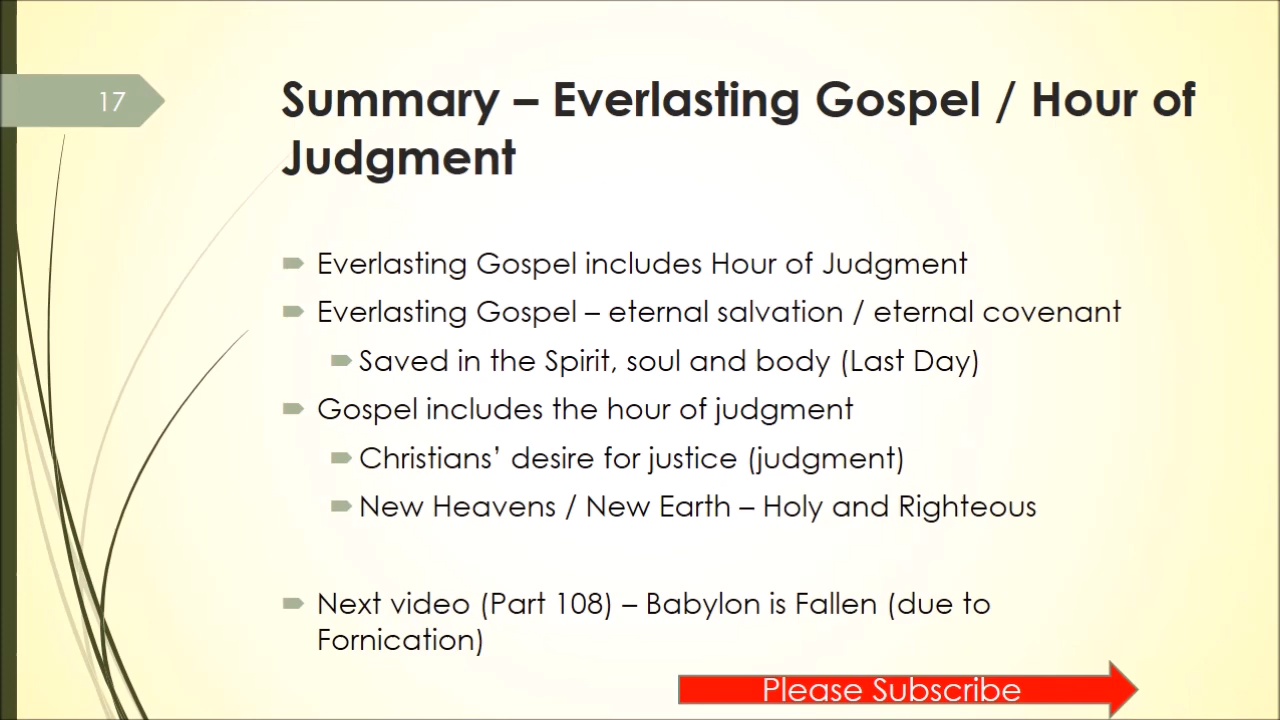 17
Summary – Everlasting Gospel / Hour of
Judgment
Everlasting Gospel includes Hour of Judgment
Everlasting Gospel – eternal salvation / eternal covenant
Saved in the Spirit, soul and body (Last Day)
Gospel includes the hour of judgment
Christians’ desire for justice (judgment)
New Heavens / New Earth – Holy and Righteous
Next video (Part 108) – Babylon is Fallen (due to
Fornication)
Please Subscribe